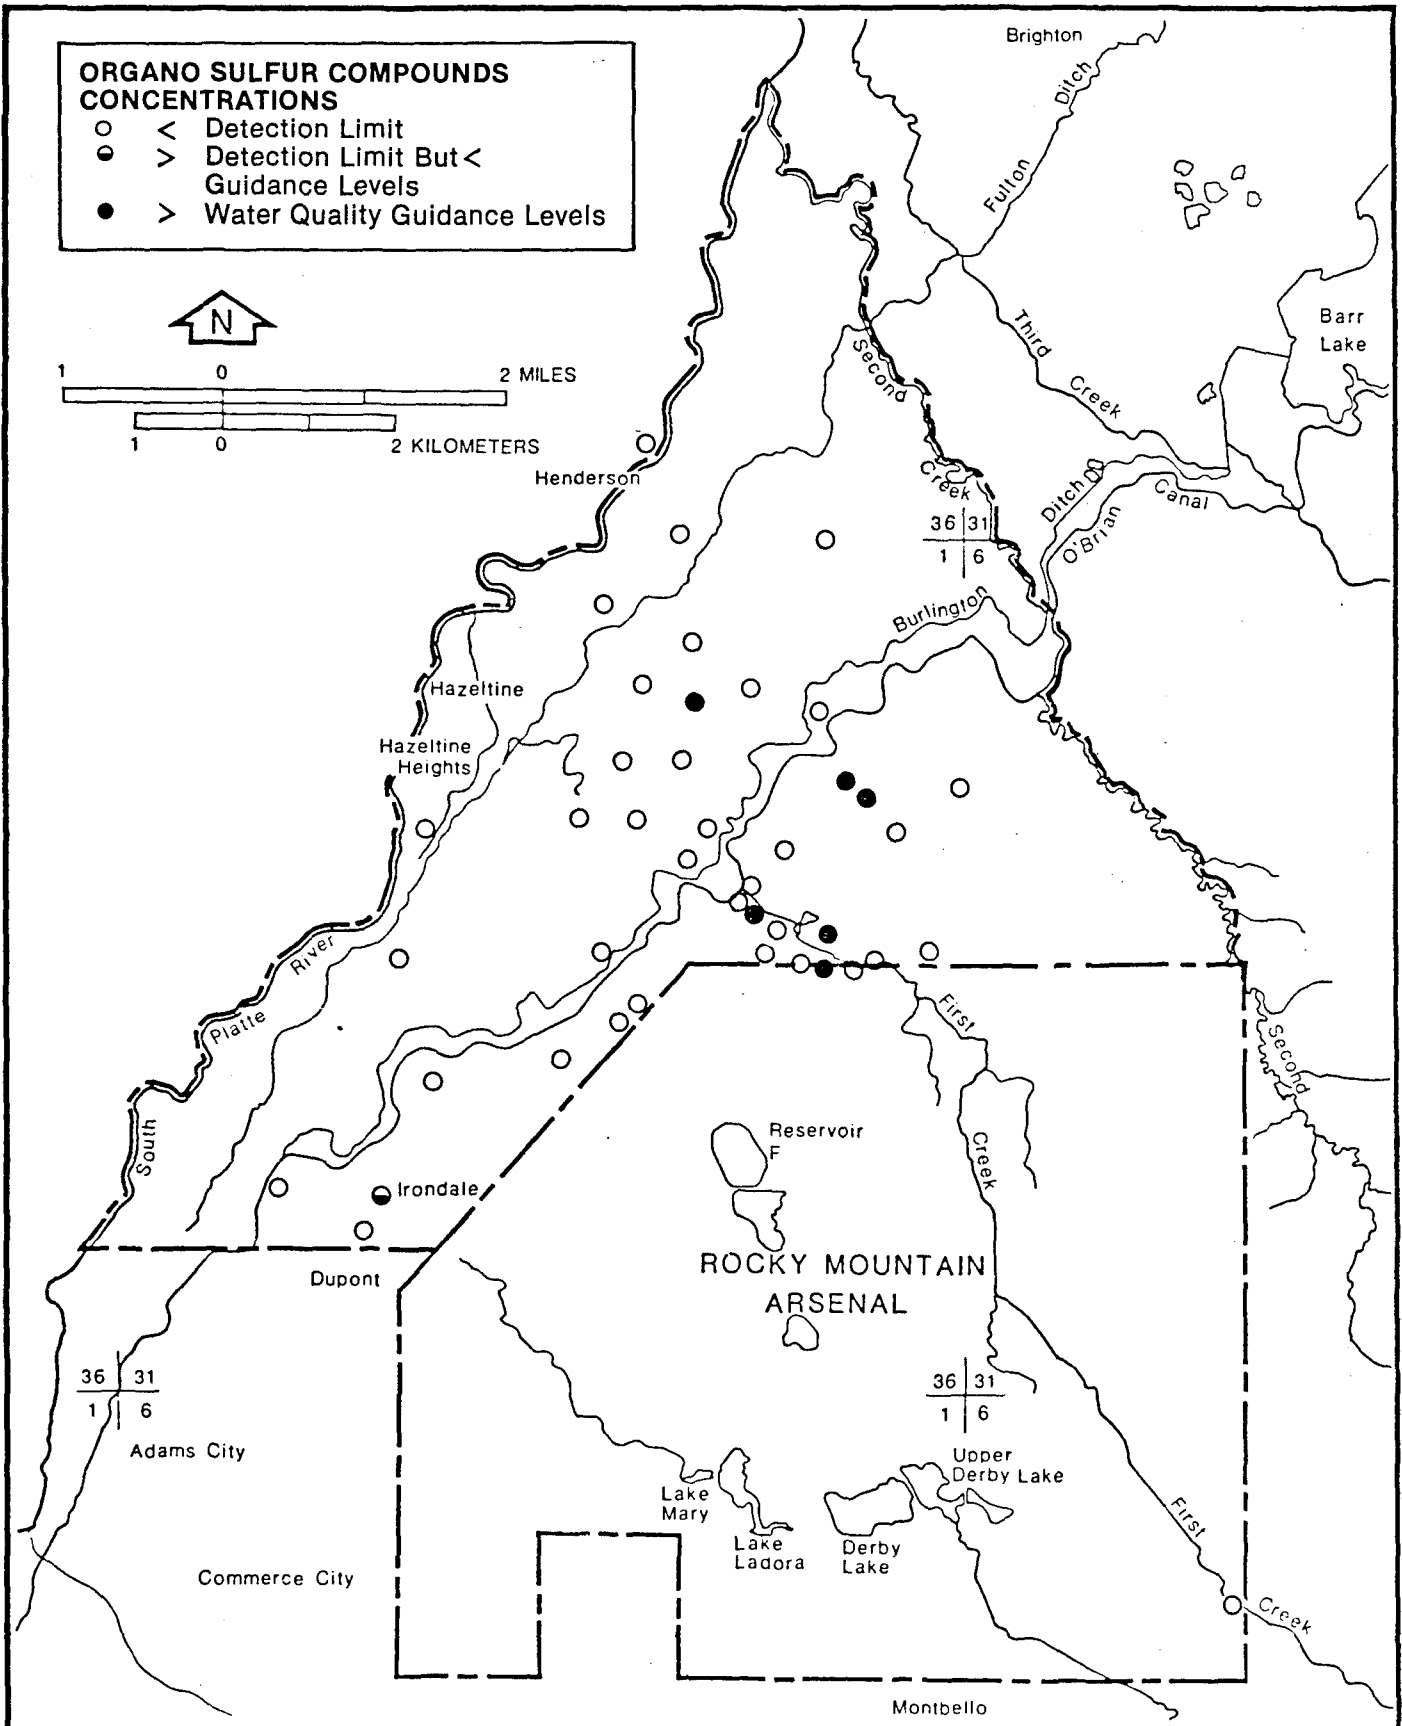 Brighton
ORGANO SULFUR COMPOUNDS
CONCENTRATIONS
< Detection Limit
> Detection Limit But <
Guidance Levels
> Water Quality Guidance Levels
Fulton Ditch
N
1 0 2 MILES
1 0 2 KILOMETERS
Barr
Lake
Third Creek
Second Creek
Henderson
Ditch
O'Brian Canal
36 31
1 6
Burlington
Hazeltine
Hazeltine
Heights
River
Platte
South
First
Creek
Second
Reservoir
F
Irondale
ROCKY MOUNTAIN
ARSENAL
Dupont
36 31
1 6
36 31
1 6
Adams City
Upper
Derby Lake
Lake
Mary
Lake
Ladora
Derby
Lake
First
Creek
Commerce City
Montbello